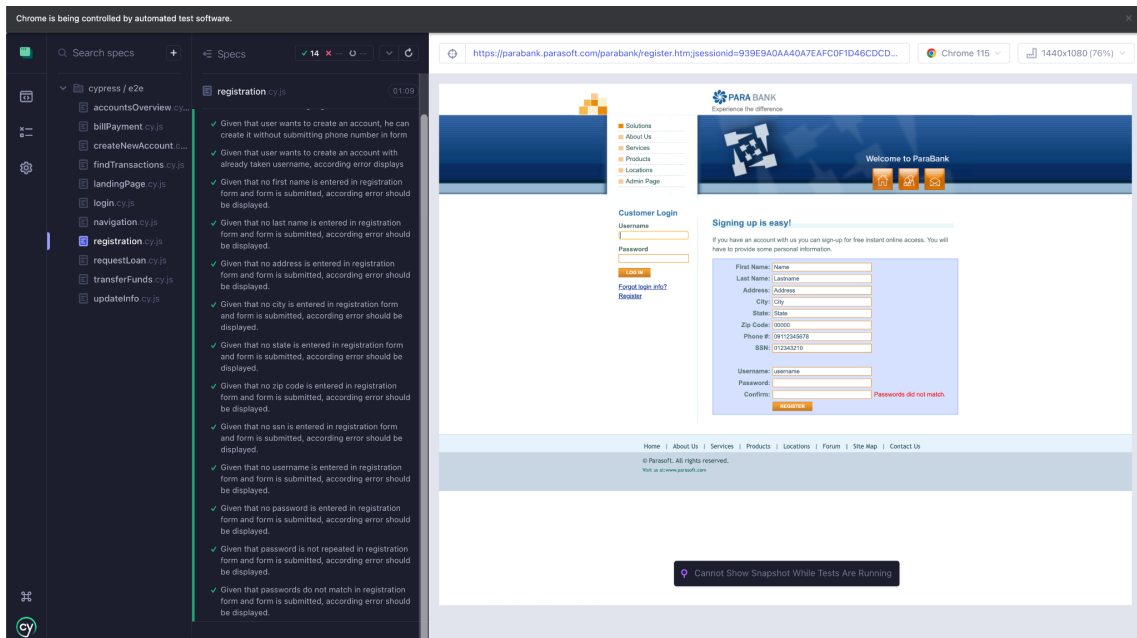 Chrome is being controlled by automated test software.
Search specs
+
cypress / e2e
accountsOverview.cy...
billPayment.cy.js
createNewAccount.c...
findTransactions.cy.js
landingPage.cy.js
login.cy.js
navigation.cy.js
registration.cy.js
requestLoan.cy.js
transferFunds.cy.js
updateInfo.cy.js
cy
Specs
14
--
--
registration.cy.js
01:09
Given that user wants to create an account, he can
create it without submitting phone number in form
Given that user wants to create an account with
already taken username, according error displays
Given that no first name is entered in registration
form and form is submitted, according error should
be displayed.
Given that no last name is entered in registration
form and form is submitted, according error should
be displayed.
Given that no address is entered in registration
form and form is submitted, according error should
be displayed.
Given that no city is entered in registration form
and form is submitted, according error should be
displayed.
Given that no state is entered in registration form
and form is submitted, according error should be
displayed.
Given that no zip code is entered in registration
form and form is submitted, according error should
be displayed.
Given that no ssn is entered in registration form
and form is submitted, according error should be
displayed.
Given that no username is entered in registration
form and form is submitted, according error should
be displayed.
Given that no password is entered in registration
form and form is submitted, according error should
be displayed.
Given that password is not repeated in registration
form and form is submitted, according error should
be displayed.
Given that passwords do not match in registration
form and form is submitted, according error should
be displayed.
https://parabank.parasoft.com/parabank/register.htm;jsessionid=939E9A0AA40A7EAFC0F1D46CDCD...
Chrome 115
1440x1080 (76%)
PARA BANK
Experience the difference
Solutions
About Us
Services
Products
Locations
Admin Page
Welcome to ParaBank
Customer Login
Username
Password
LOG IN
Forgot login info?
Register
Signing up is easy!
If you have an account with us you can sign-up for free instant online access. You will
have to provide some personal information.
First Name: Name
Last Name: Lastname
Address: Address
City: City
State: State
Zip Code: 00000
Phone #: 09112345678
SSN: 012343210
Username: username
Password:
Confirm: Passwords did not match.
REGISTER
Home | About Us | Services | Products | Locations | Forum | Site Map | Contact Us
© Parasoft. All rights reserved.
Visit us at:www.parasoft.com
Cannot Show Snapshot While Tests Are Running